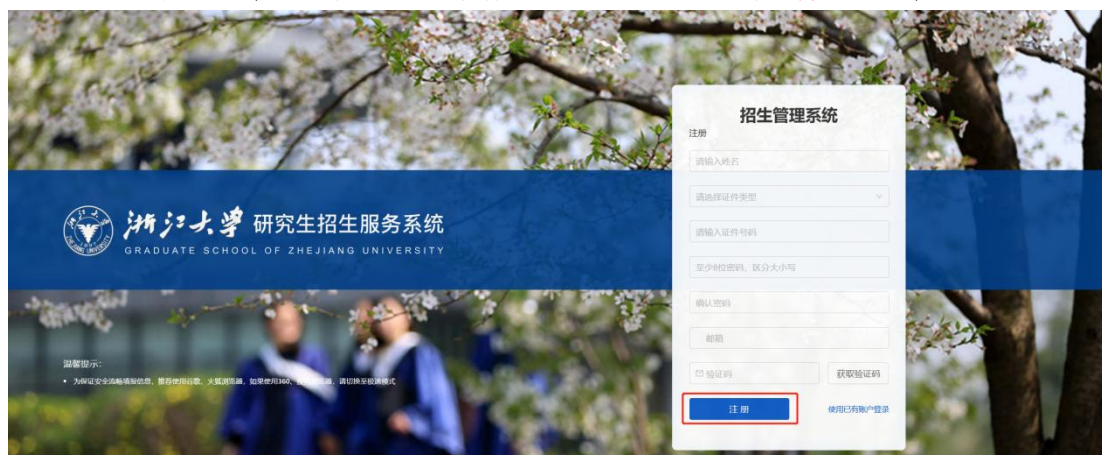 浙江大学 研究生招生服务系统
GRADUATE SCHOOL OF ZHEJIANG UNIVERSITY
温馨提示:
• 为保证安全流畅填报信息，推荐使用谷歌、火狐浏览器，如果使用360、浏览器，请切换至极速模式
招生管理系统
注册
请输入姓名
请选择证件类型
请输入证件号码
至少8位密码，区分大小写
确认密码
邮箱
验证码 获取验证码
注 册 使用已有账户登录